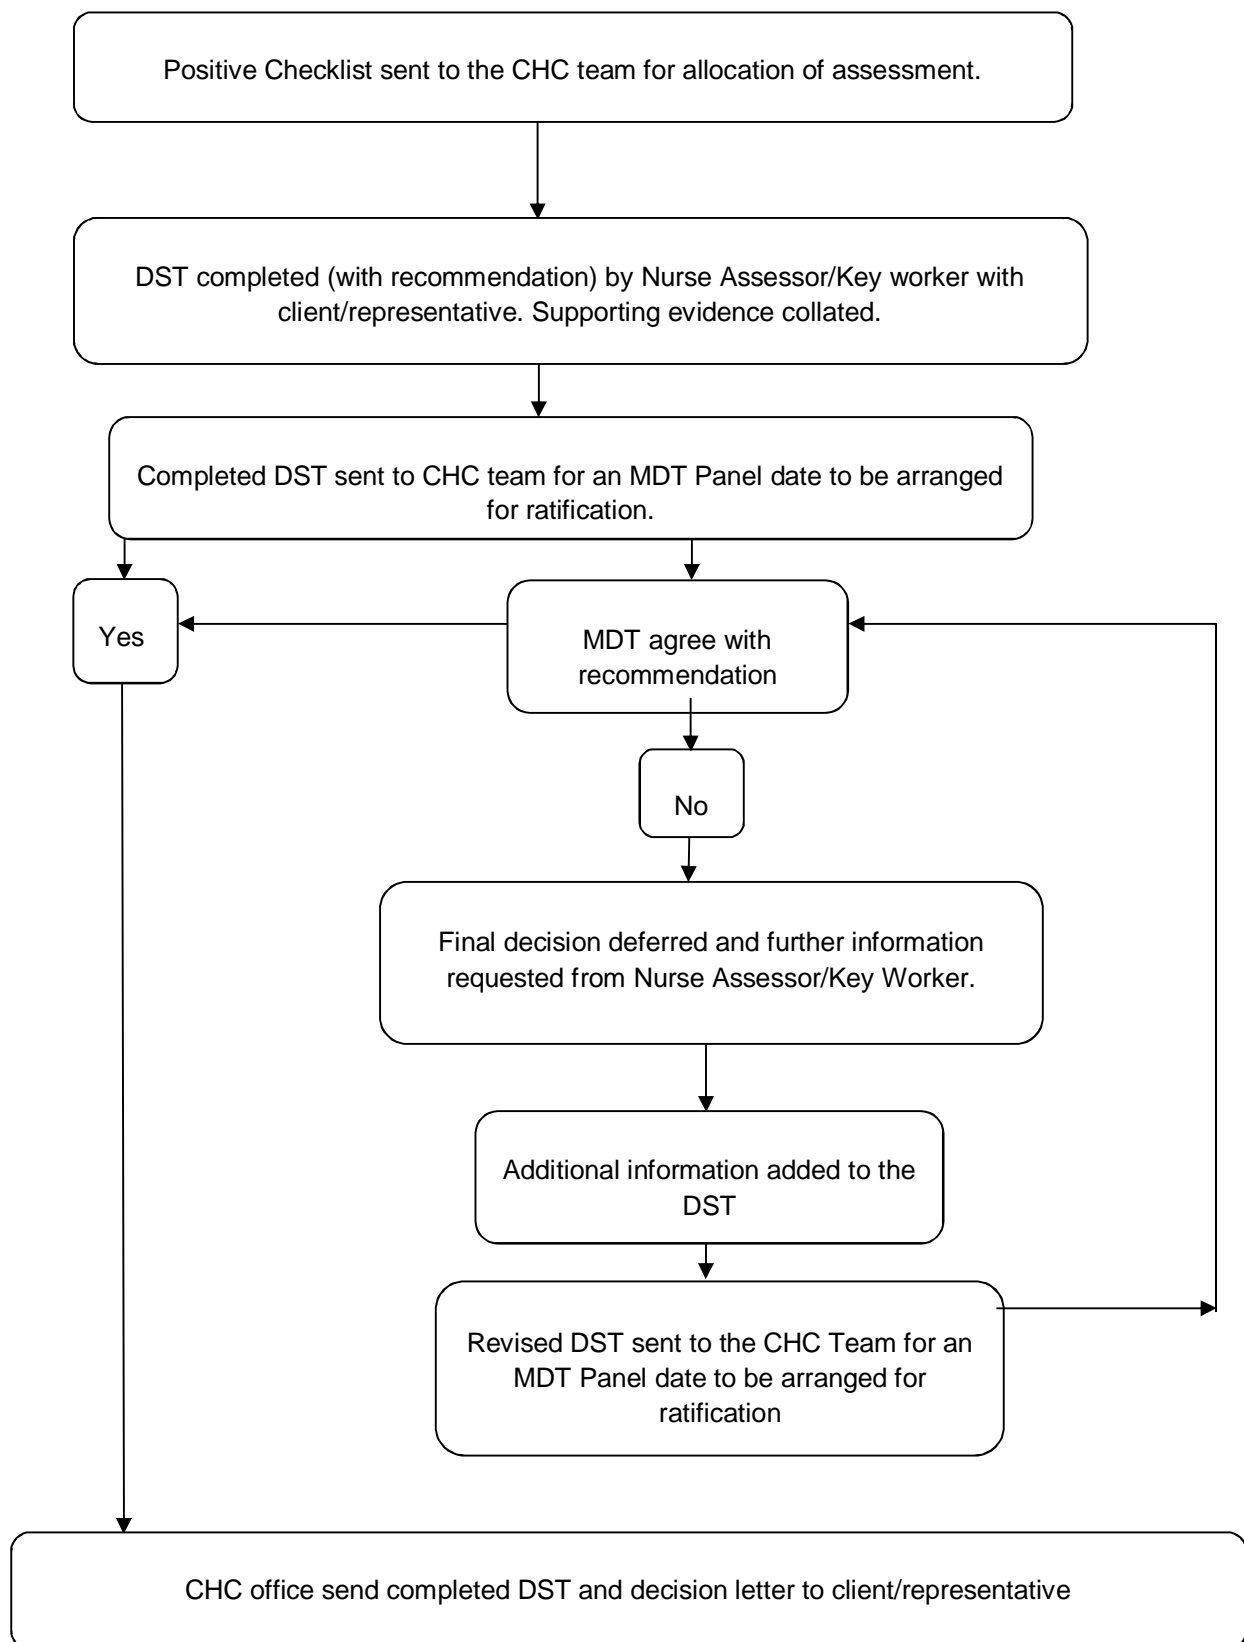 Positive Checklist sent to the CHC team for allocation of assessment.
DST completed (with recommendation) by Nurse Assessor/Key worker with
client/representative. Supporting evidence collated.
Completed DST sent to CHC team for an MDT Panel date to be arranged
for ratification.
Yes
MDT agree with
recommendation
No
Final decision deferred and further information
requested from Nurse Assessor/Key Worker.
Additional information added to the
DST
Revised DST sent to the CHC Team for an
MDT Panel date to be arranged for
ratification
CHC office send completed DST and decision letter to client/representative